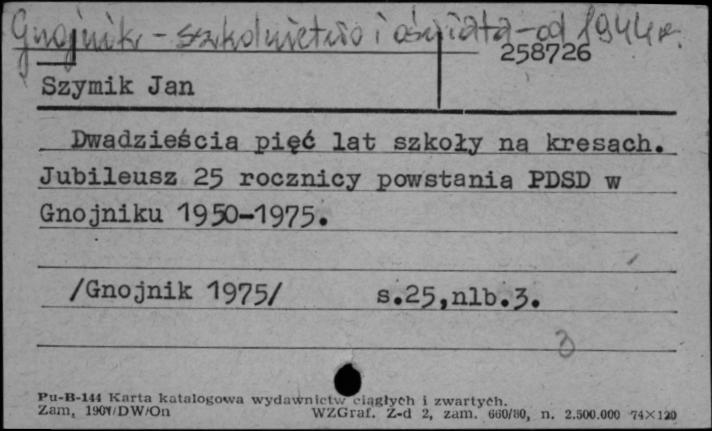 Gnojnik - szkolnictwo i oświata - od 1944 r.
258726
Szymik Jan
Dwadzieścia pięć lat szkoły na kresach.
Jubileusz 25 rocznicy powstania PDSD w
Gnojniku 1950-1975.
/Gnojnik 1975/ s.25,nlb.3.
Pu-B-144 Karta katalogowa wydawnictw ciągłych i zwartych.
Zam, /DW/On WZGraf. Z-d 2, zam. 660/80, n. 2.500.000 74×120